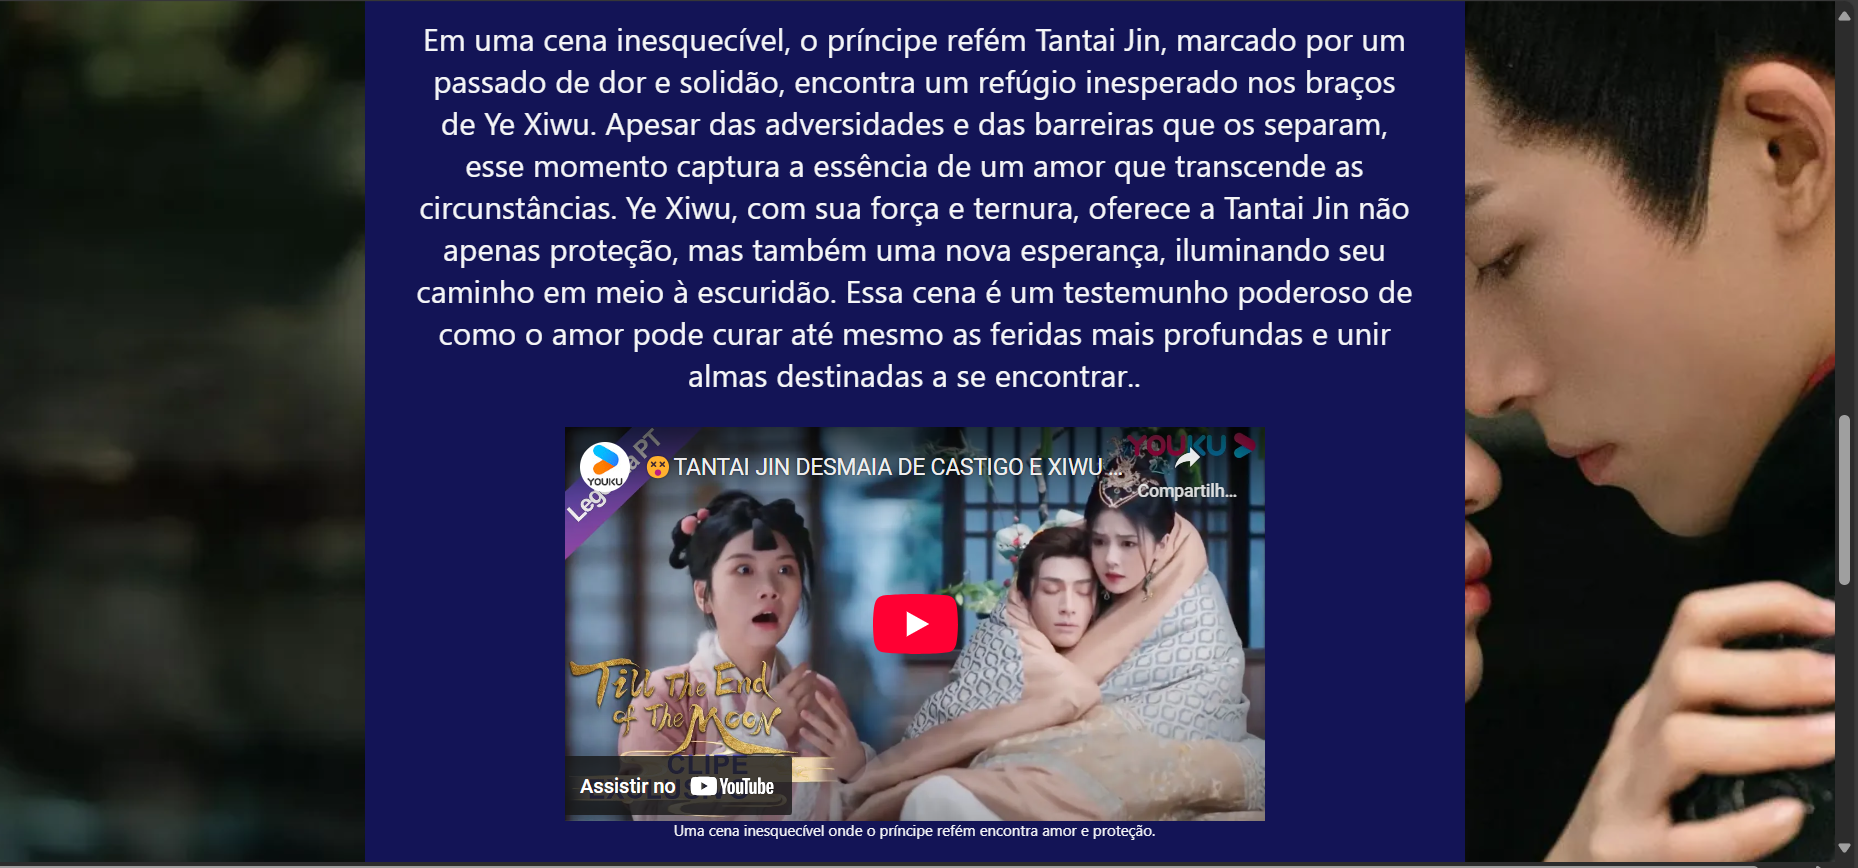 Em uma cena inesquecível, o príncipe refém Tantai Jin, marcado por um
passado de dor e solidão, encontra um refúgio inesperado nos braços
de Ye Xiwu. Apesar das adversidades e das barreiras que os separam,
esse momento captura a essência de um amor que transcende as
circunstâncias. Ye Xiwu, com sua força e ternura, oferece a Tantai Jin não
apenas proteção, mas também uma nova esperança, iluminando seu
caminho em meio à escuridão. Essa cena é um testemunho poderoso de
como o amor pode curar até mesmo as feridas mais profundas e unir
almas destinadas a se encontrar..
YOUKU
YOUKU
TANTAI JIN DESMAIA DE CASTIGO E XIWU ...
Compartilh...
PT
Till The End
of The Moon
CLIPE
Assistir no YouTube
Uma cena inesquecível onde o príncipe refém encontra amor e proteção.